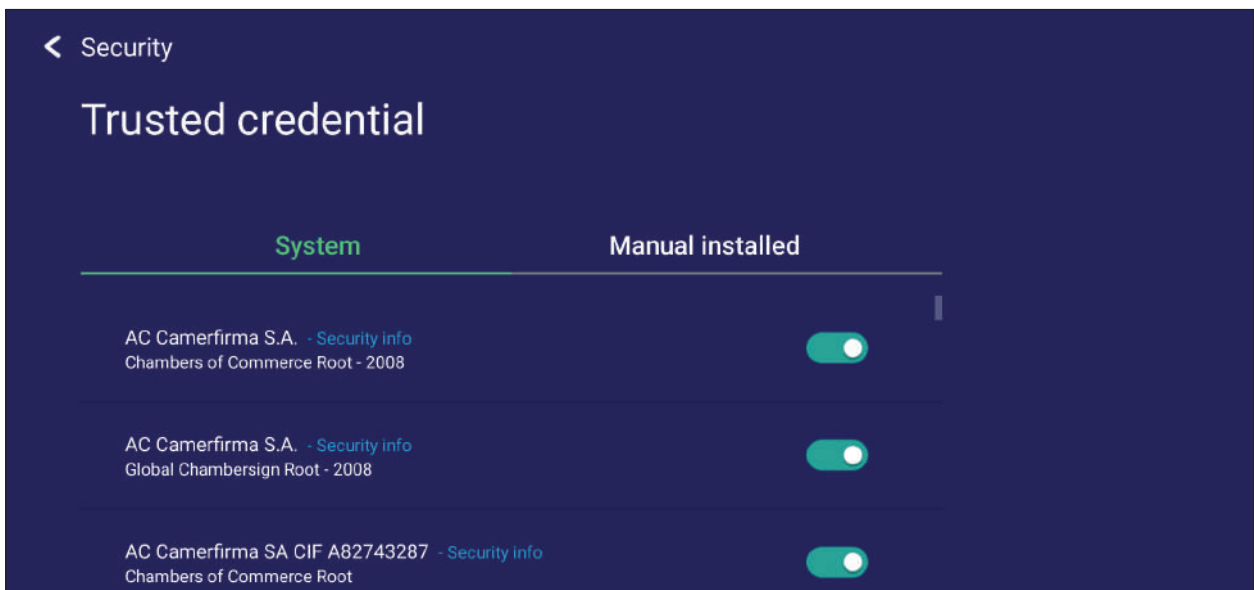 Security
Trusted credential
System Manual installed
AC Camerfirma S.A. - Security info
Chambers of Commerce Root - 2008
AC Camerfirma S.A. - Security info
Global Chambersign Root - 2008
AC Camerfirma SA CIF A82743287 - Security info
Chambers of Commerce Root